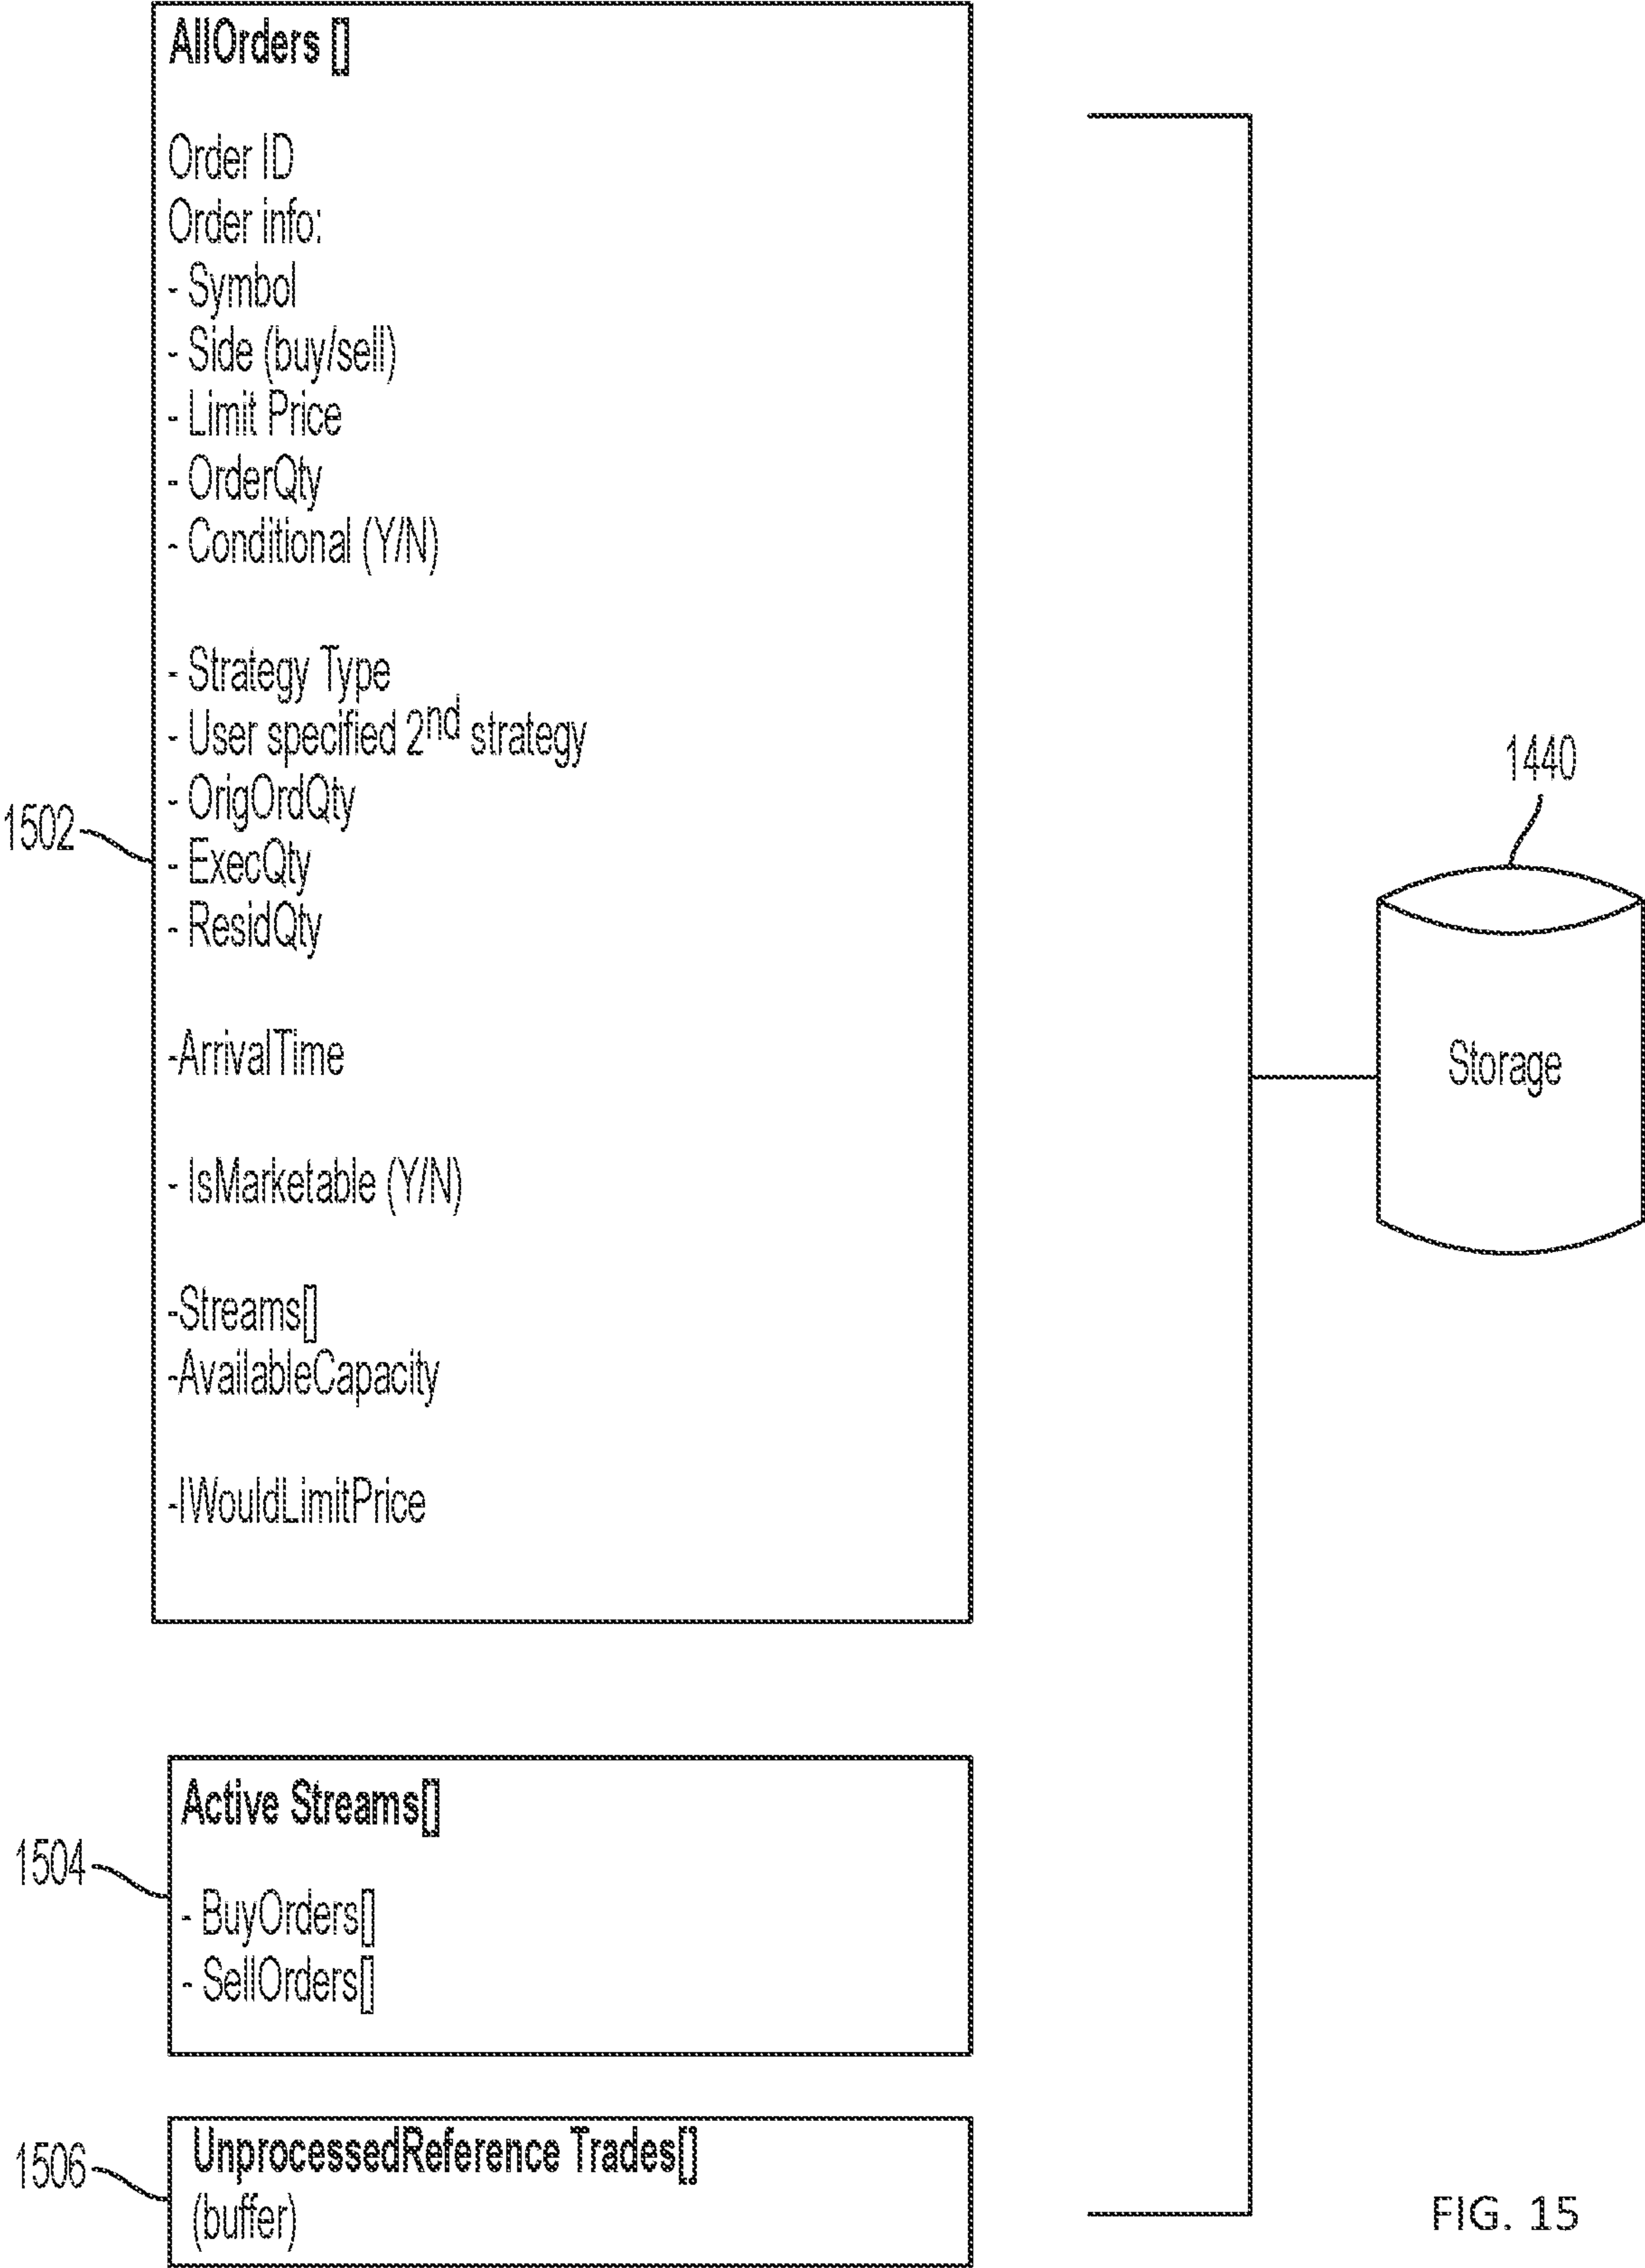 AllOrders []
Order ID
Order info:
- Symbol
- Side (buy/sell)
- Limit Price
- OrderQty
- Conditional (Y/N)
- Strategy Type
- User specified 2nd strategy
- OrigOrdQty
1502
- ExecQty
- ResidQty
-ArrivalTime
- IsMarketable (Y/N)
-Streams[]
-AvailableCapacity
-IWouldLimitPrice
1440
Storage
Active Streams[]
1504
- BuyOrders[]
- SellOrders[]
UnprocessedReference Trades[]
1506
(buffer)
FIG. 15